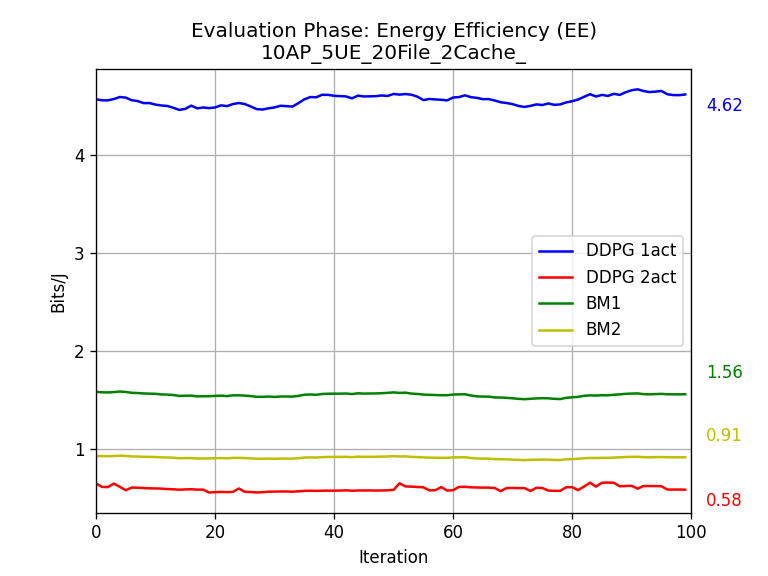 Evaluation Phase: Energy Efficiency (EE)
10AP_5UE_20File_2Cache_
4.62
4
3
2
1
Bits/J
DDPG 1act
DDPG 2act
BM1
BM2
1.56
0.91
0.58
0 20 40 60 80 100
Iteration